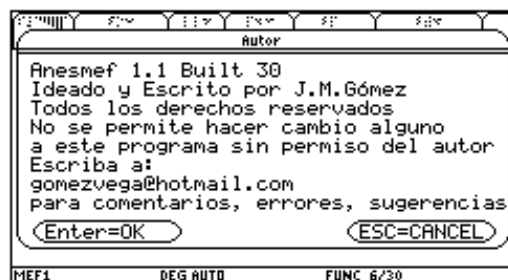 Autor
Anesmef 1.1 Built 30
Ideado y Escrito por J.M.Gómez
Todos los derechos reservados
No se permite hacer cambio alguno
a este programa sin permiso del autor
Escriba a:
gomezvega@hotmail.com
para comentarios, errores, sugerencias
Enter=OK ESC=CANCEL
MEF1 DEG AUTO FUNC 6/30